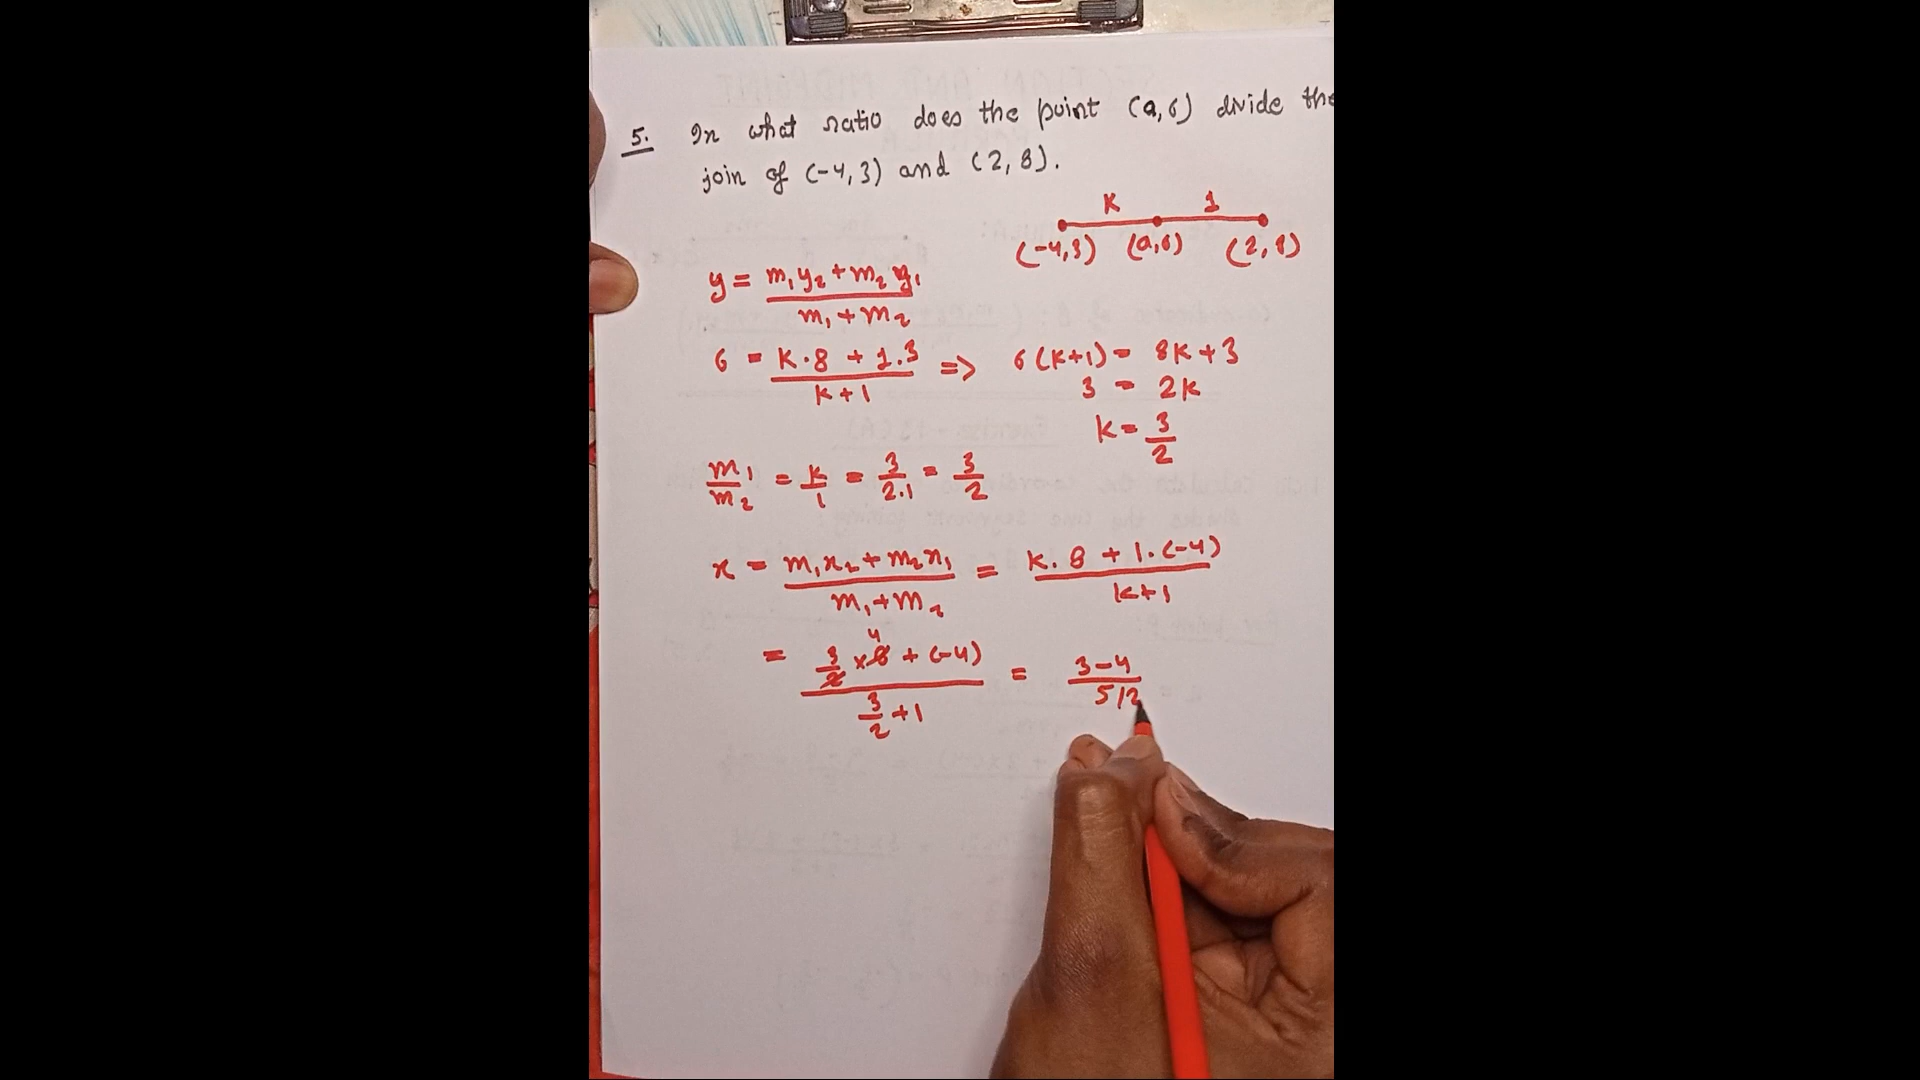 5. In what ratio does the point (a,6) divide the
join of (-4,3) and (2,8).
K 1
(-4,3) (a,6) (2,8)
y = m₁y₂+m₂y₁ / m₁+m₂
6 = K·8 + 1·3 / K+1 => 6(K+1) = 8K+3
3 = 2K
K = 3/2
m₁/m₂ = K/1 = 3/2·1 = 3/2
x = m₁x₂+m₂x₁ / m₁+m₂ = K·8 + 1·(-4) / K+1
= 3/2 ×8 4 + (-4) / 3/2 +1 = 3-4 / 5/2